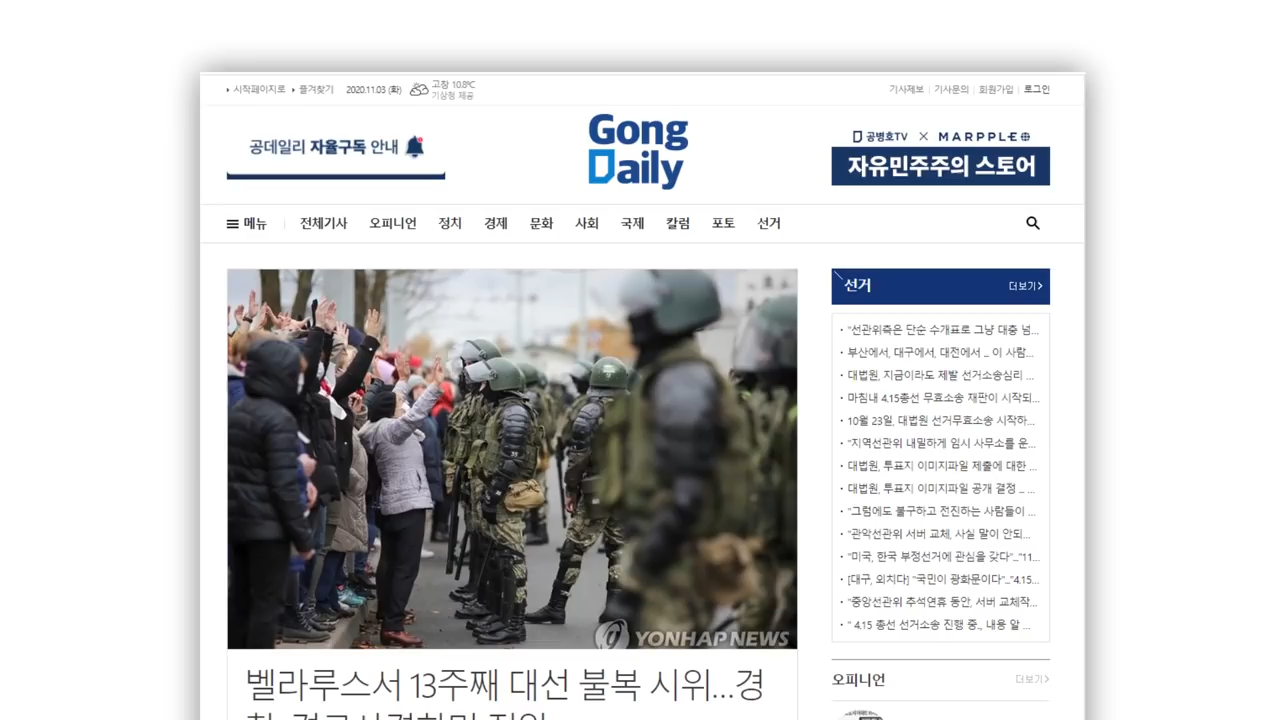 시작페이지로 즐겨찾기 2020.11.03 (화) 고창 10.8℃
기상청 제공
기사제보 기사문의 회원가입 로그인
공데일리 자율구독 안내
Gong
Daily
공병호TV × MARPPLE
자유민주주의 스토어
메뉴 전체기사 오피니언 정치 경제 문화 사회 국제 칼럼 포토 선거
선거 더보기
"선관위측은 단순 수개표로 그냥 대충 넘...
부산에서, 대구에서, 대전에서 ... 이 사람...
대법원, 지금이라도 제발 선거소송심리 ...
마침내 4.15총선 무효소송 재판이 시작되...
10월 23일, 대법원 선거무효소송 시작하...
"지역선관위 내밀하게 임시 사무소를 운...
대법원, 투표지 이미지파일 제출에 대한 ...
대법원, 투표지 이미지파일 공개 결정 ... ...
"그럼에도 불구하고 전진하는 사람들이 ...
"관악선관위 서버 교체, 사실 말이 안되...
"미국, 한국 부정선거에 관심을 갖다"..."11...
[대구, 외치다] "국민이 광화문이다"..."4.15...
"중앙선관위 추석연휴 동안, 서버 교체작...
" 4.15 총선 선거소송 진행 중., 내용 알 ...
YONHAP NEWS
벨라루스서 13주째 대선 불복 시위...경
오피니언 더보기